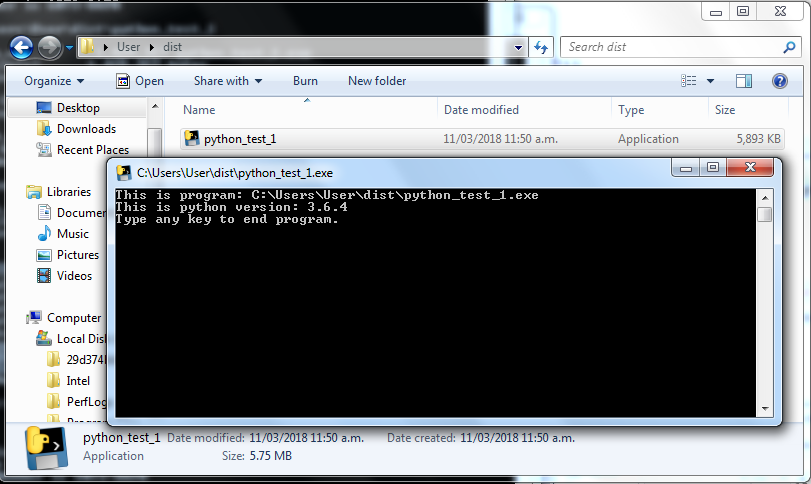 User
dist
Search dist
Organize
Open
Share with
Burn
New folder
Name
Date modified
Type
Size
Desktop
Downloads
Recent Places
Libraries
Documen
Music
Pictures
Videos
Computer
Local Dis
Intel
PerfLog
python_test_1
11/03/2018 11:50 a.m.
Application
5,893 KB
C:\Users\User\dist\python_test_1.exe
This is program: C:\Users\User\dist\python_test_1.exe
This is python version: 3.6.4
Type any key to end program.
python_test_1 Date modified: 11/03/2018 11:50 a.m. Date created: 11/03/2018 11:50 a.m.
Application Size: 5.75 MB